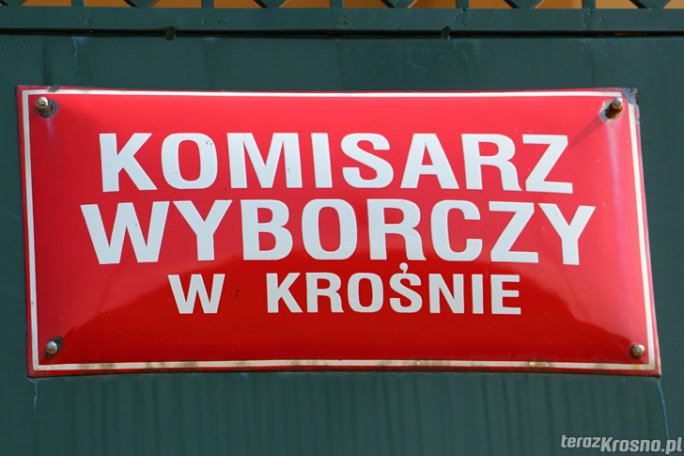 KOMISARZ
WYBORCZY
W KROŚNIE
terazKrosno.pl